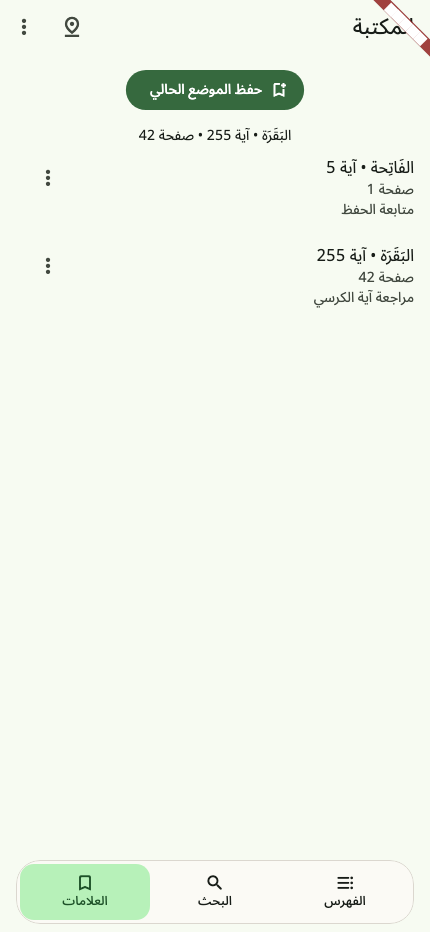 المكتبة
حفظ الموضع الحالي
البَقَرَة • آية 255 • صفحة 42
الفَاتِحة • آية 5
صفحة 1
متابعة الحفظ
البَقَرَة • آية 255
صفحة 42
مراجعة آية الكرسي
الفهرس
البحث
العلامات